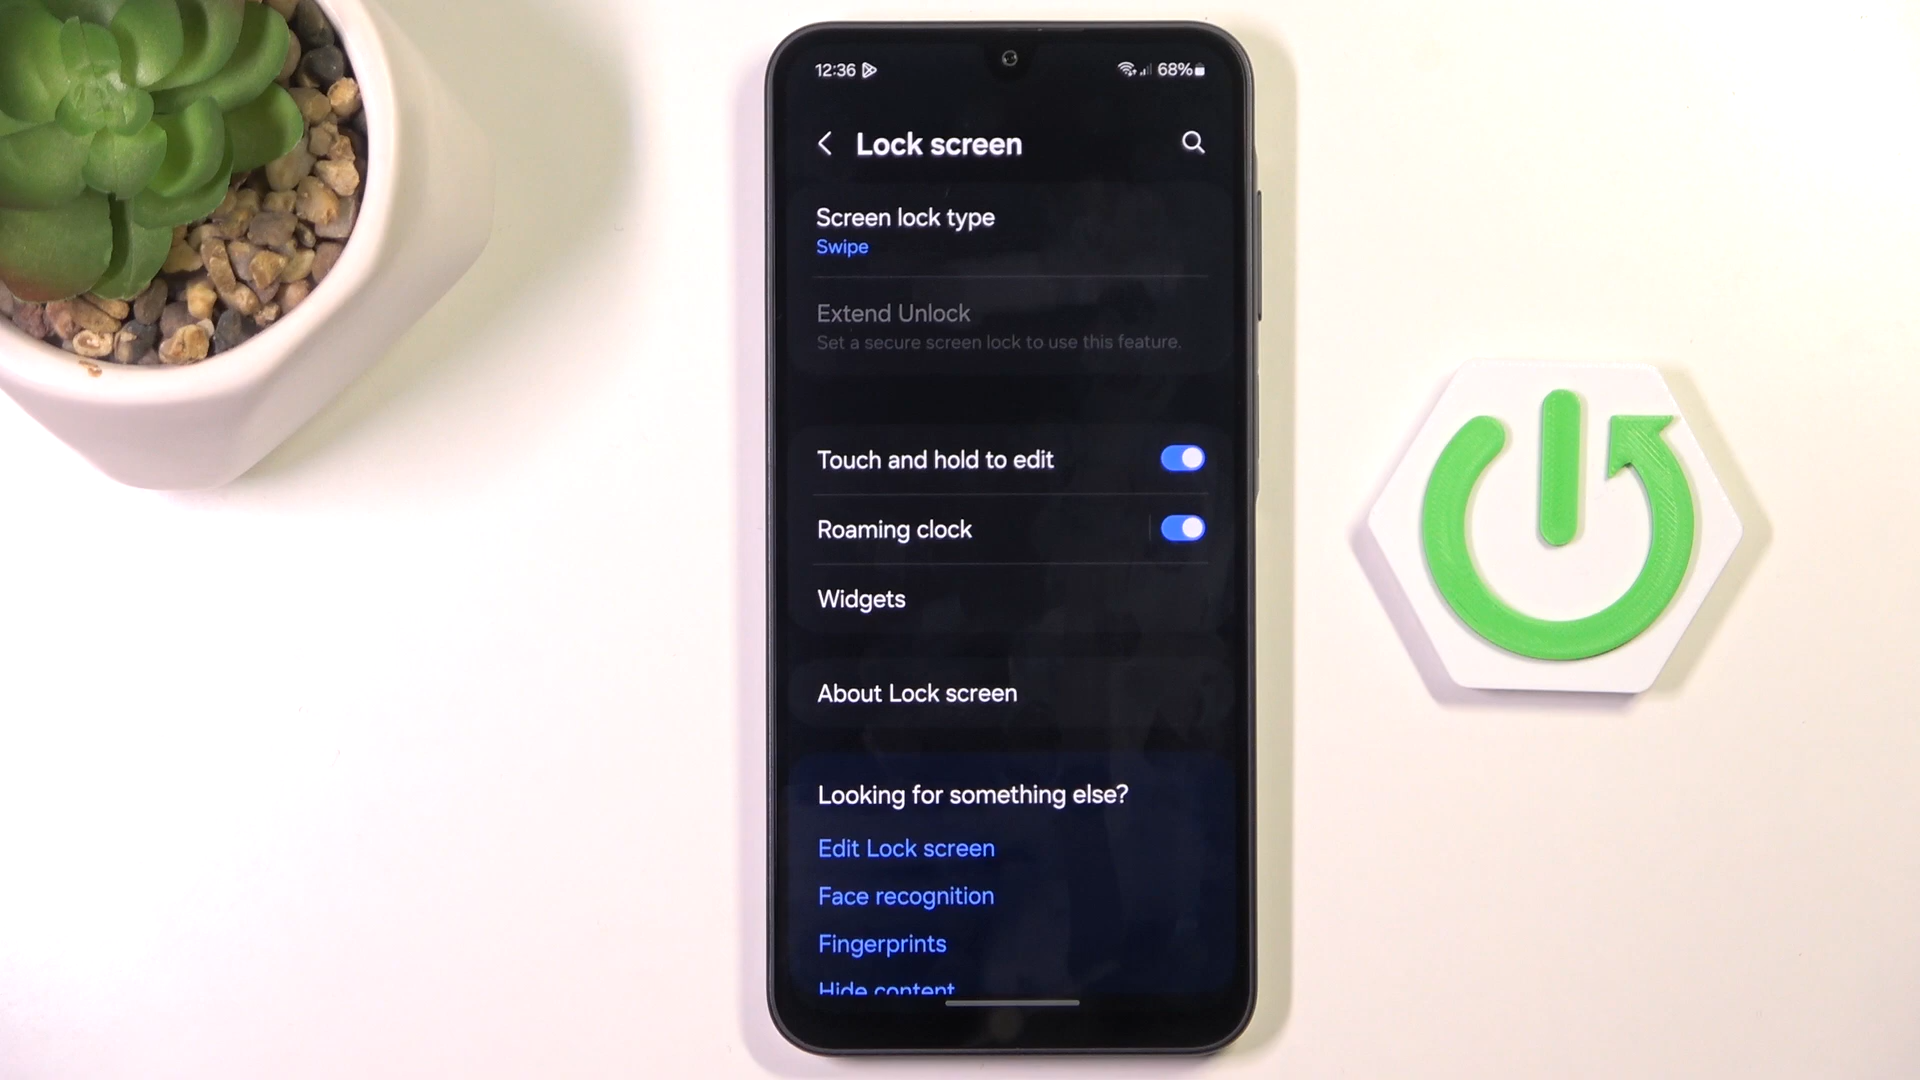 12:36 68%
Lock screen
Screen lock type
Swipe
Extend Unlock
Set a secure screen lock to use this feature.
Touch and hold to edit
Roaming clock
Widgets
About Lock screen
Looking for something else?
Edit Lock screen
Face recognition
Fingerprints
Hide content